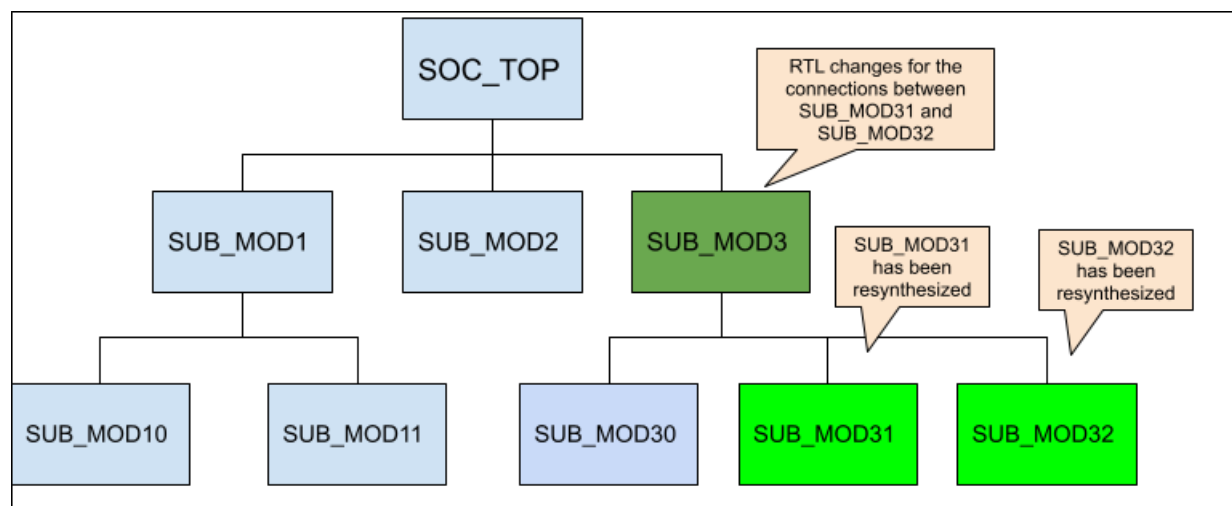 SOC_TOP
RTL changes for the
connections between
SUB_MOD31 and
SUB_MOD32
SUB_MOD1
SUB_MOD2
SUB_MOD3
SUB_MOD31
has been
resynthesized
SUB_MOD32
has been
resynthesized
SUB_MOD10
SUB_MOD11
SUB_MOD30
SUB_MOD31
SUB_MOD32